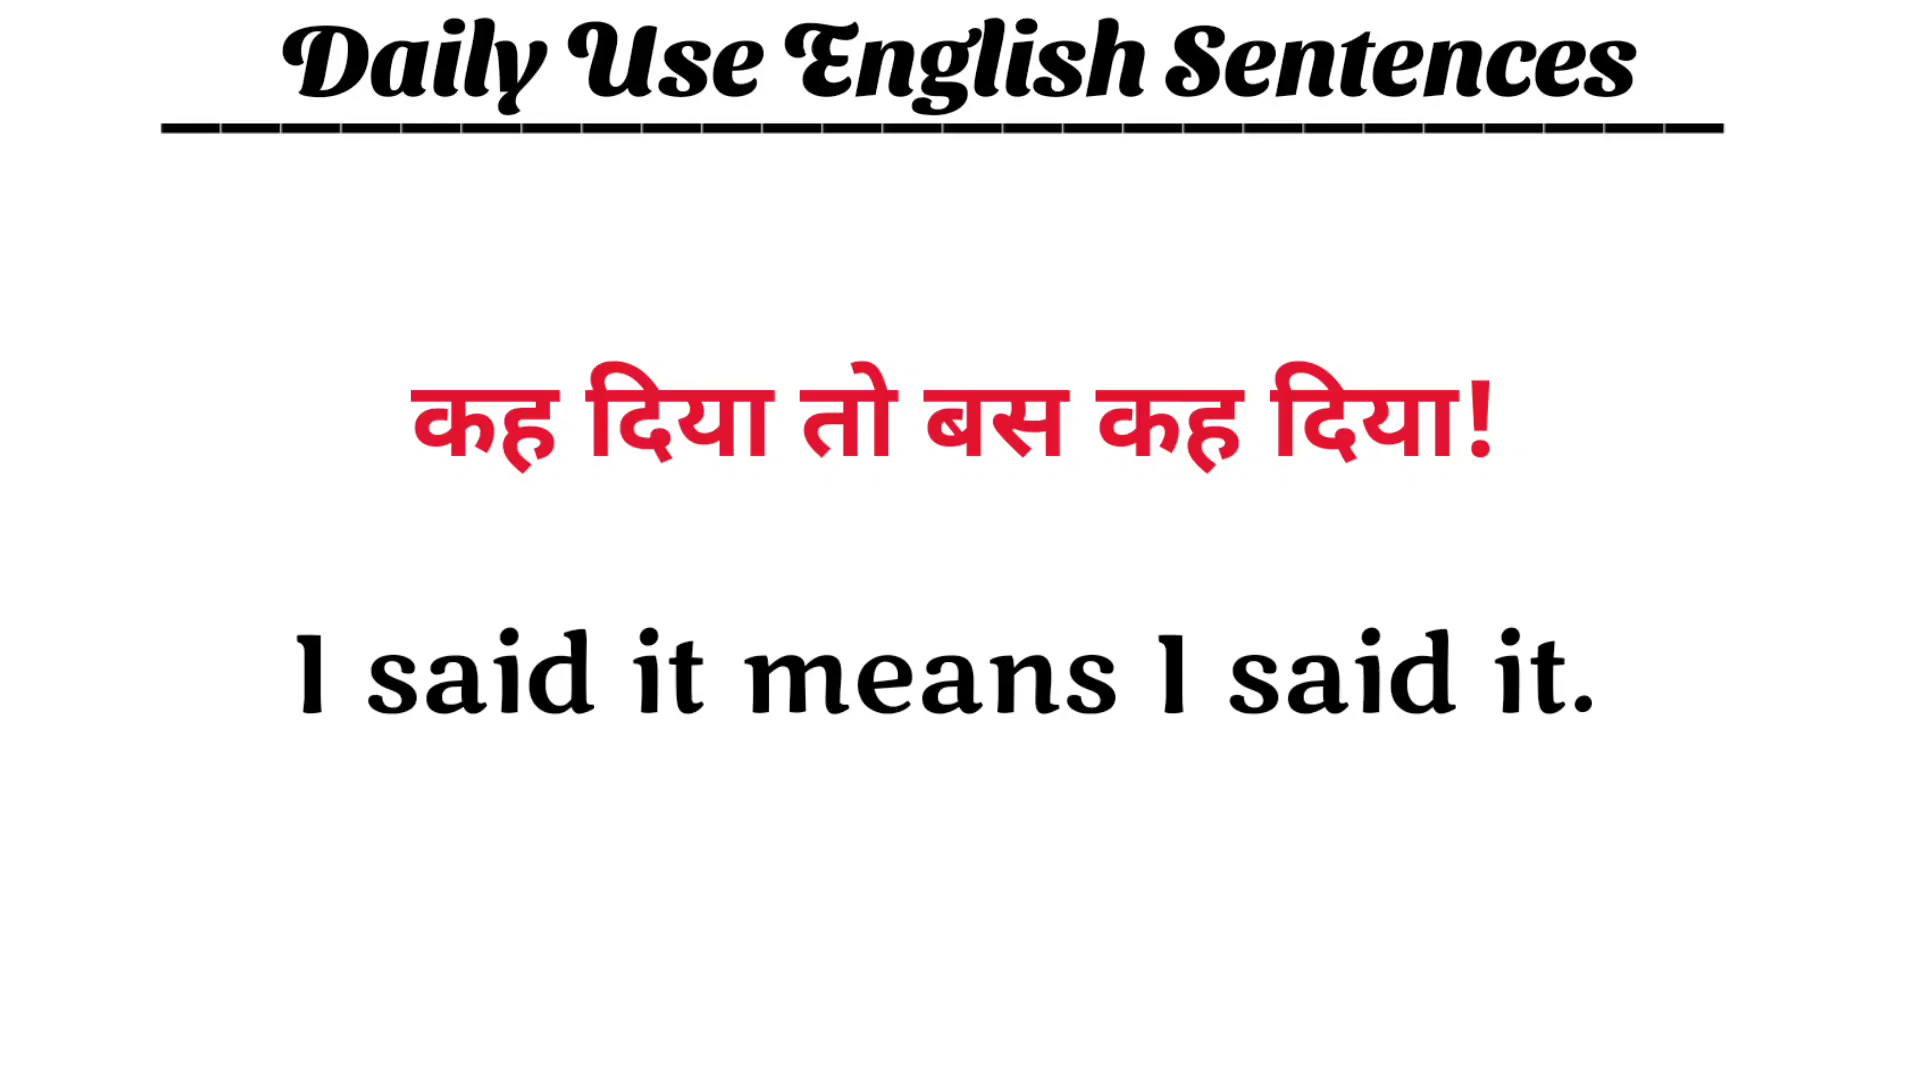 Daily Use English Sentences
कह दिया तो बस कह दिया!
I said it means I said it.